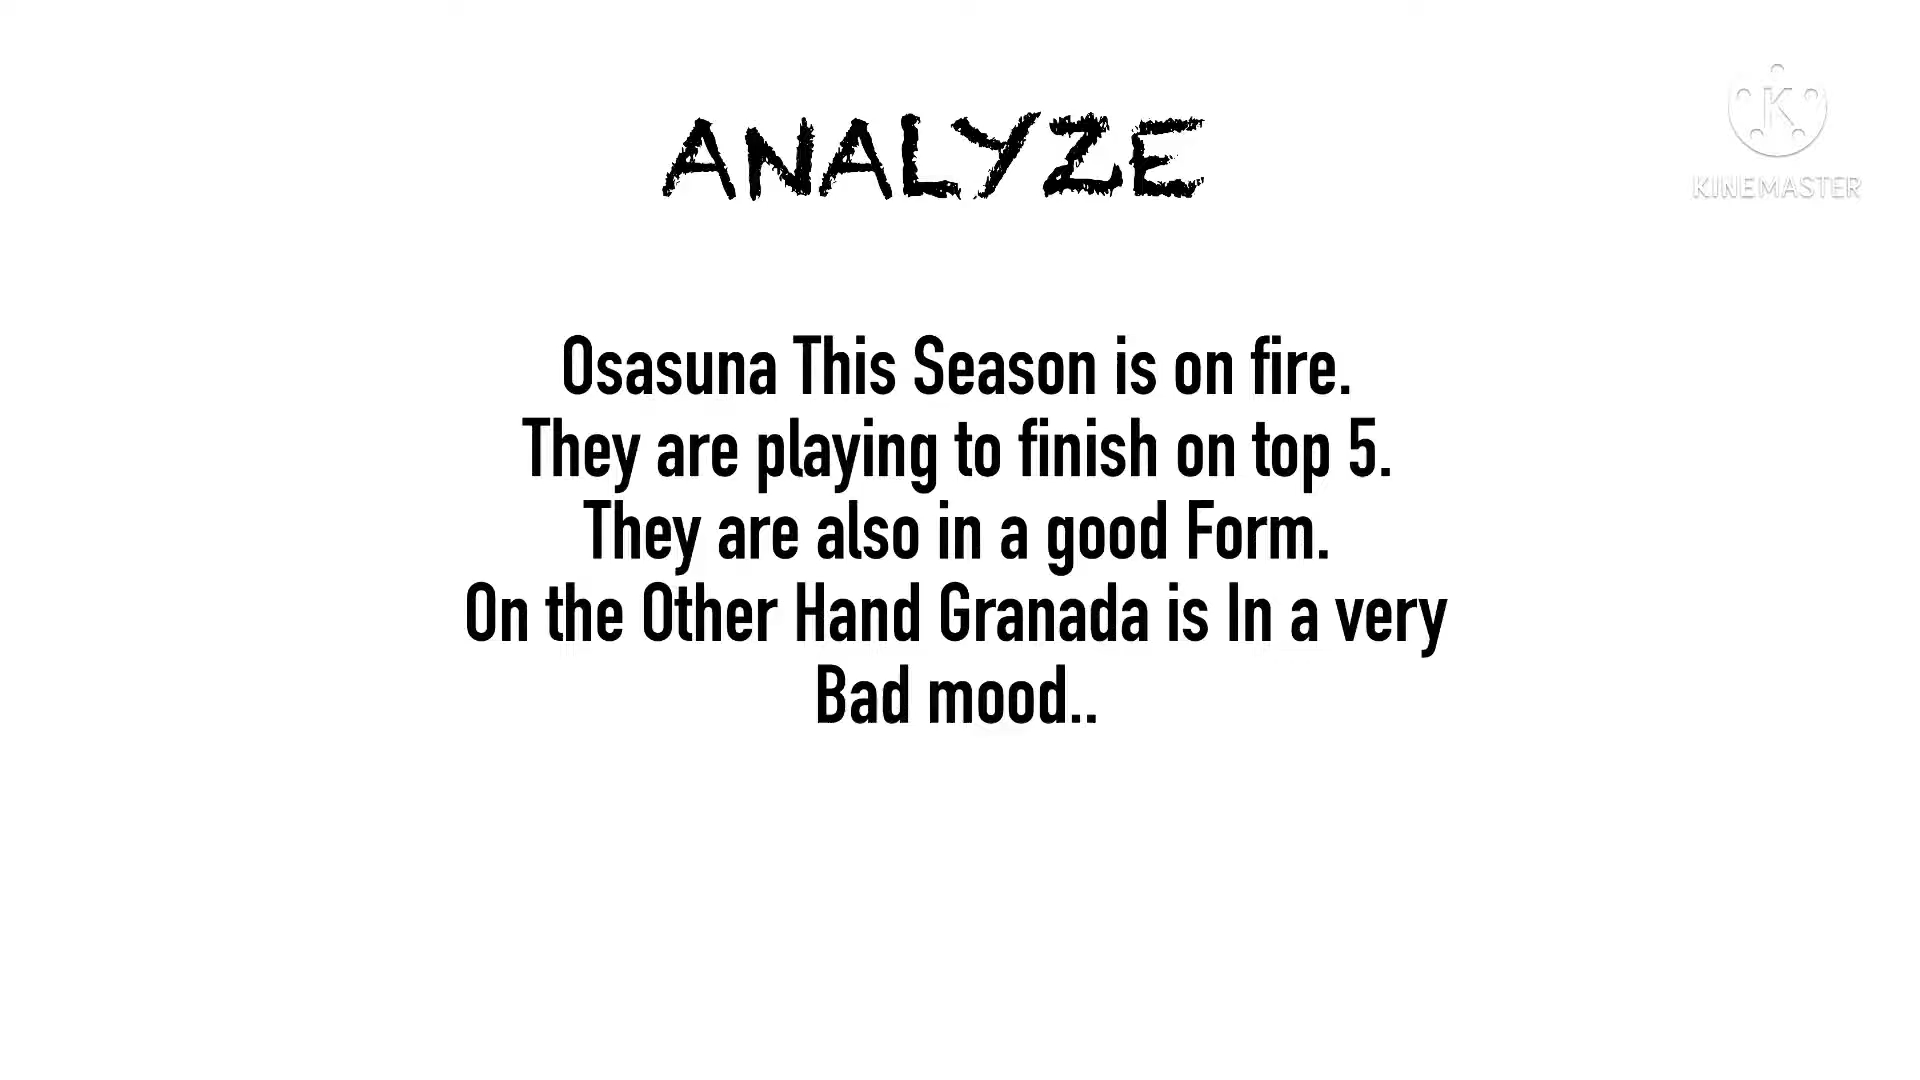 ANALYZE
KINEMASTER
Osasuna This Season is on fire.
They are playing to finish on top 5.
They are also in a good Form.
On the Other Hand Granada is In a very
Bad mood..